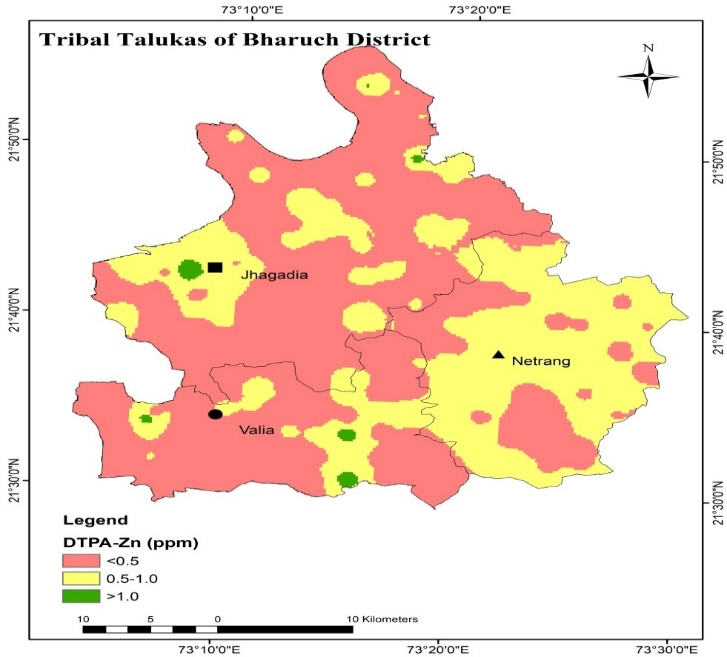 73°10'0"E 73°20'0"E
Tribal Talukas of Bharuch District
N
21°50'0"N 21°50'0"N
Jhagadia
21°40'0"N 21°40'0"N
Netrang
Valia
21°30'0"N 21°30'0"N
Legend
DTPA-Zn (ppm)
<0.5
0.5-1.0
>1.0
10 5 0 10 Kilometers
73°10'0"E 73°20'0"E 73°30'0"E